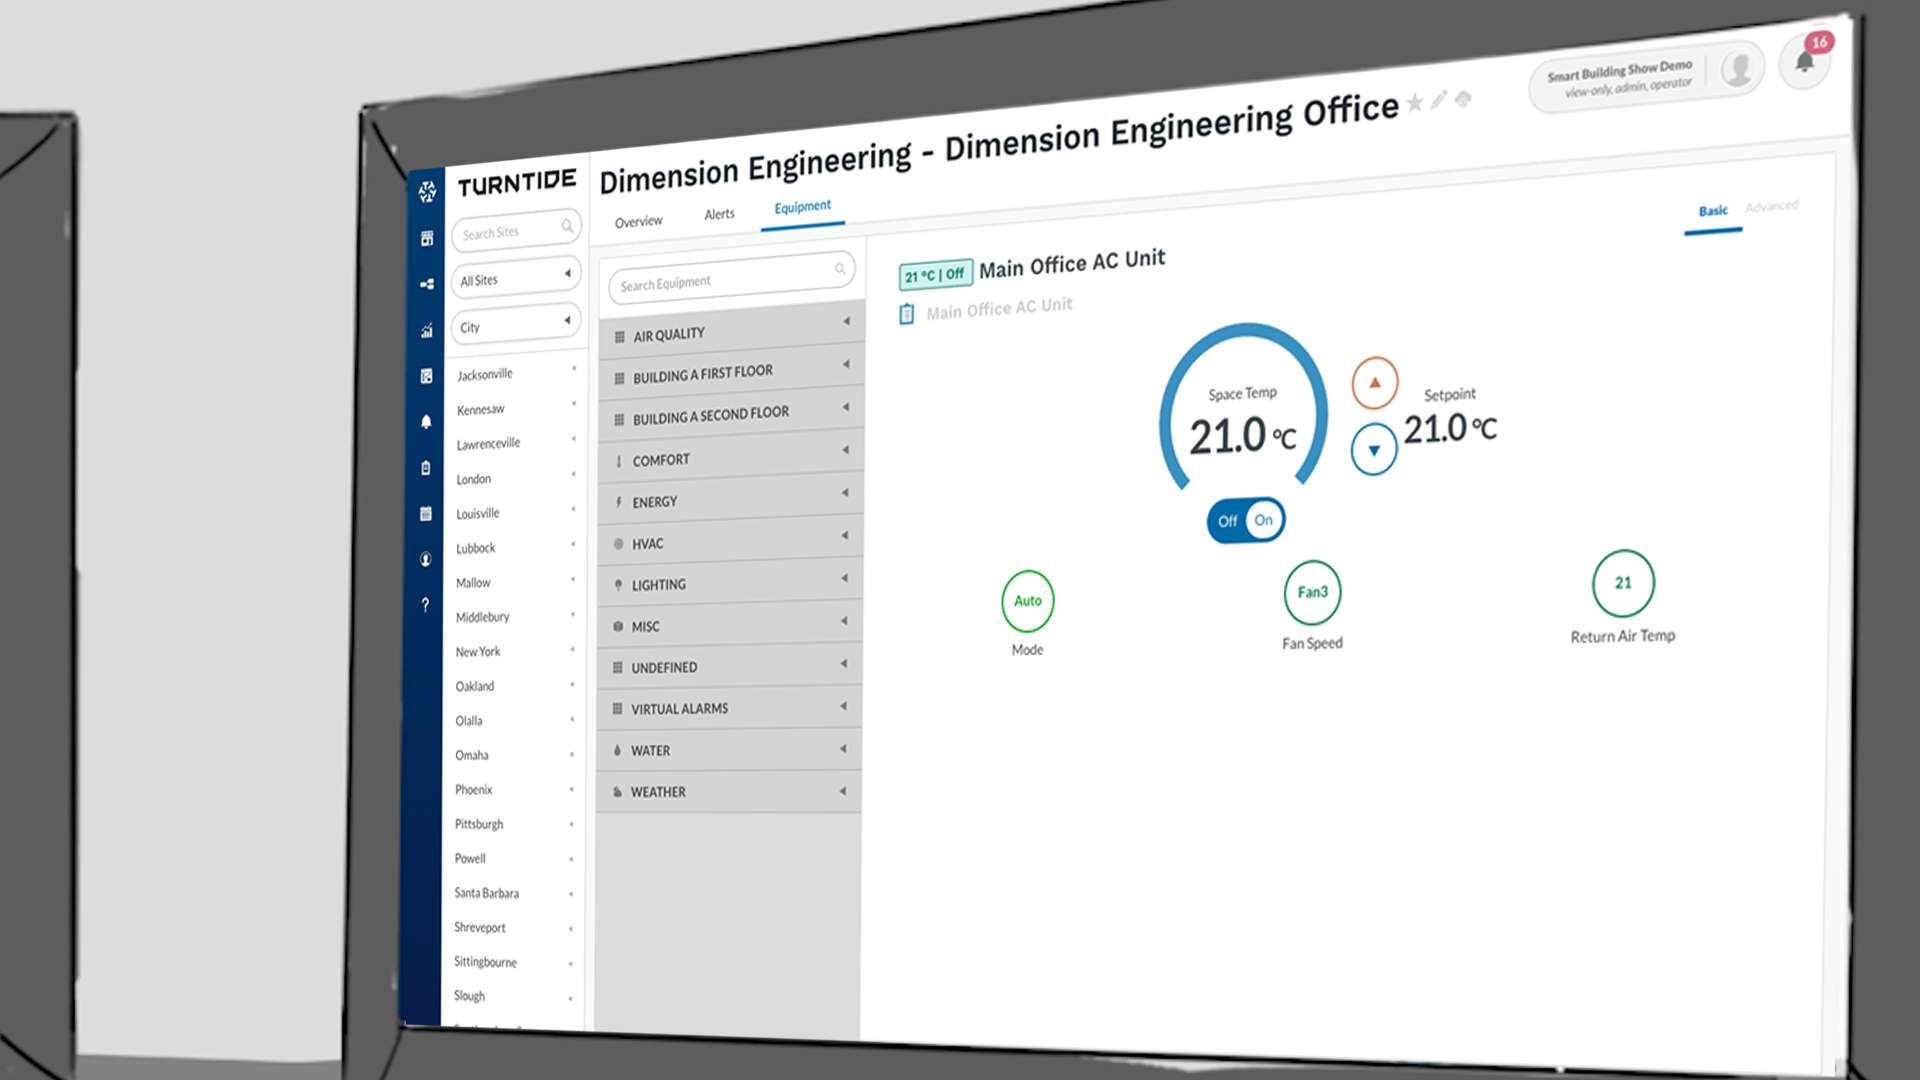 TURNTIDE
Search Sites
All Sites
City
Jacksonville
Kennesaw
Lawrenceville
London
Louisville
Lubbock
Mallow
Middlebury
New York
Oakland
Olalla
Omaha
Phoenix
Pittsburgh
Powell
Santa Barbara
Shreveport
Sittingbourne
Slough
Dimension Engineering - Dimension Engineering Office
Smart Building Show Demo
view-only, admin, operator
16
Overview Alerts Equipment
Search Equipment
AIR QUALITY
BUILDING A FIRST FLOOR
BUILDING A SECOND FLOOR
COMFORT
ENERGY
HVAC
LIGHTING
MISC
UNDEFINED
VIRTUAL ALARMS
WATER
WEATHER
Basic Advanced
21 °C | Off Main Office AC Unit
Main Office AC Unit
Space Temp
21.0 °C
Setpoint
21.0 °C
Off On
Auto
Mode
Fan3
Fan Speed
21
Return Air Temp
?